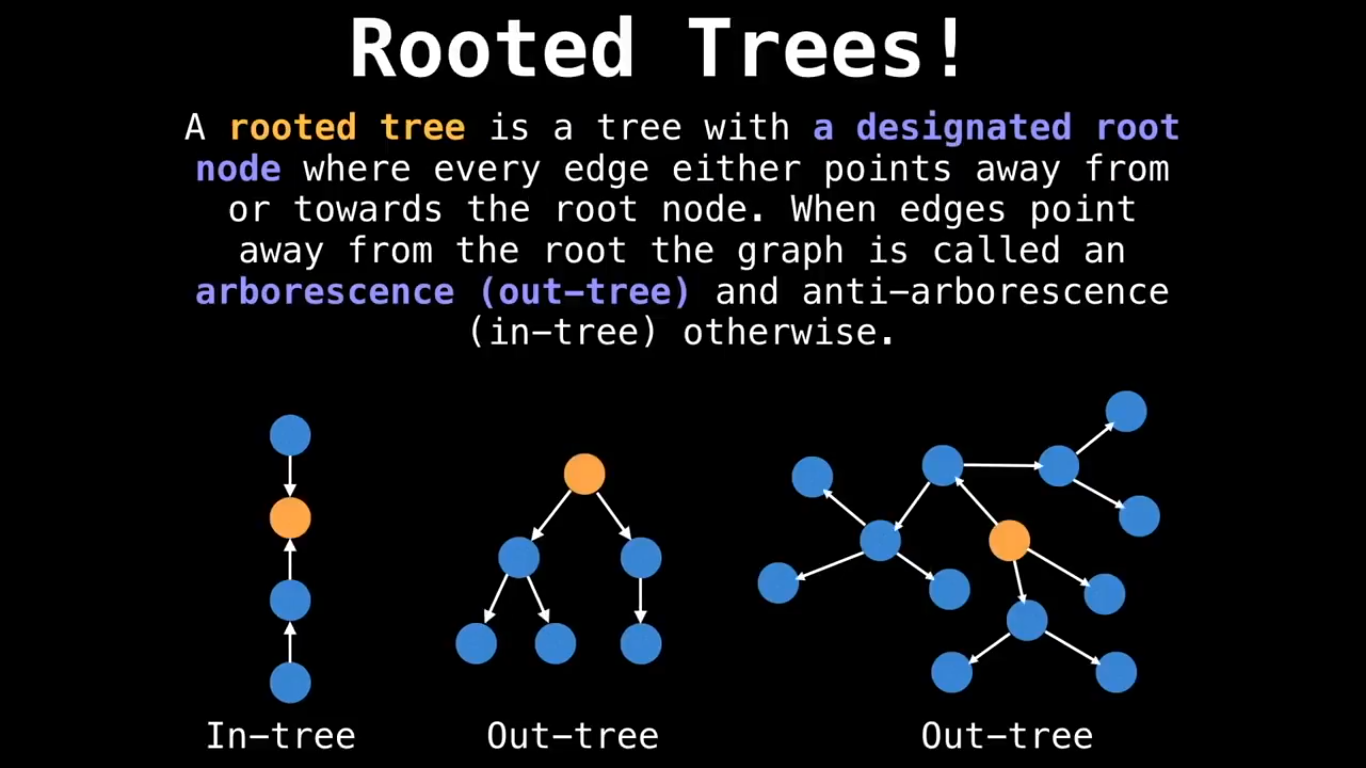 Rooted Trees!
A rooted tree is a tree with a designated root
node where every edge either points away from
or towards the root node. When edges point
away from the root the graph is called an
arborescence (out-tree) and anti-arborescence
(in-tree) otherwise.
In-tree
Out-tree
Out-tree